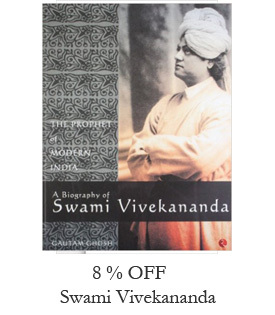 THE PROPHET
of
MODERN
INDIA
A Biography of
Swami Vivekananda
GAUTAM GHOSH
8 % OFF
Swami Vivekananda